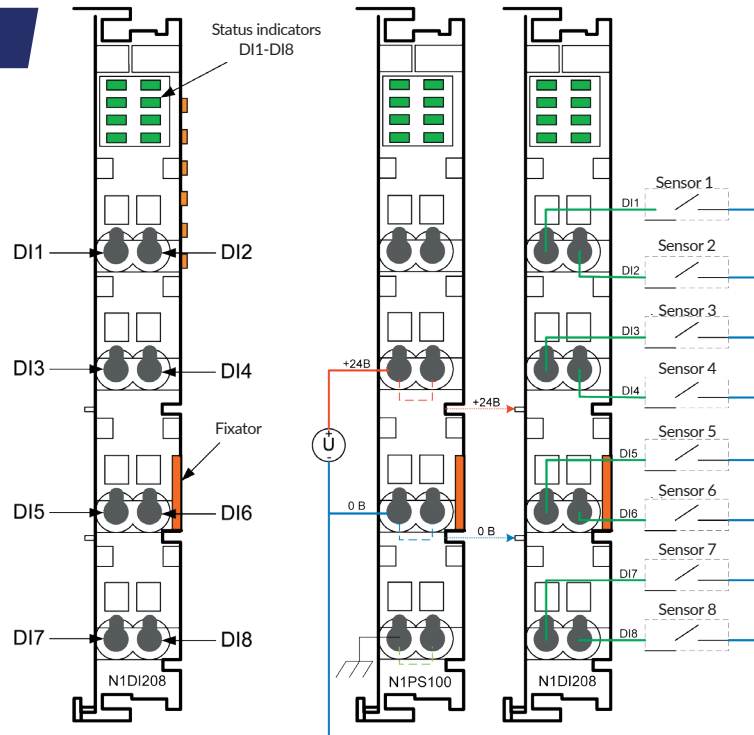 Status indicators
DI1-DI8
DI1
DI2
DI3
DI4
Fixator
DI5
DI6
DI7
DI8
N1DI208
+24В
U
+
-
0 В
+24В
0 В
N1PS100
DI1
Sensor 1
DI2
Sensor 2
DI3
Sensor 3
DI4
Sensor 4
DI5
Sensor 5
DI6
Sensor 6
DI7
Sensor 7
DI8
Sensor 8
N1DI208